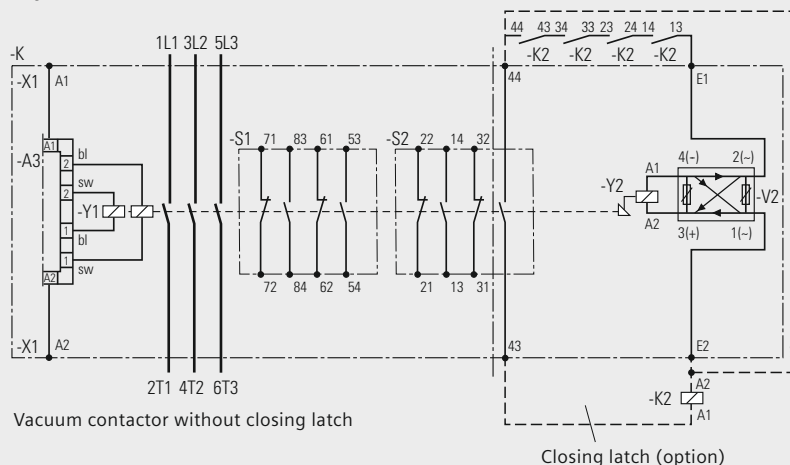 44 43 34 33 23 24 14 13
-K2 -K2 -K2 -K2
1L1 3L2 5L3
-K
-X1 A1
44
E1
A1
-A3
2
bl
sw
2
-Y1
1
bl
1
sw
A2
-S1 71 83 61 53
72 84 62 54
-S2 22 14 32
21 13 31
-Y2
A1
A2
4(-) 2(~)
-V2
3(+) 1(~)
-X1 A2
43
E2
2T1 4T2 6T3
-K2
A2
A1
Vacuum contactor without closing latch
Closing latch (option)